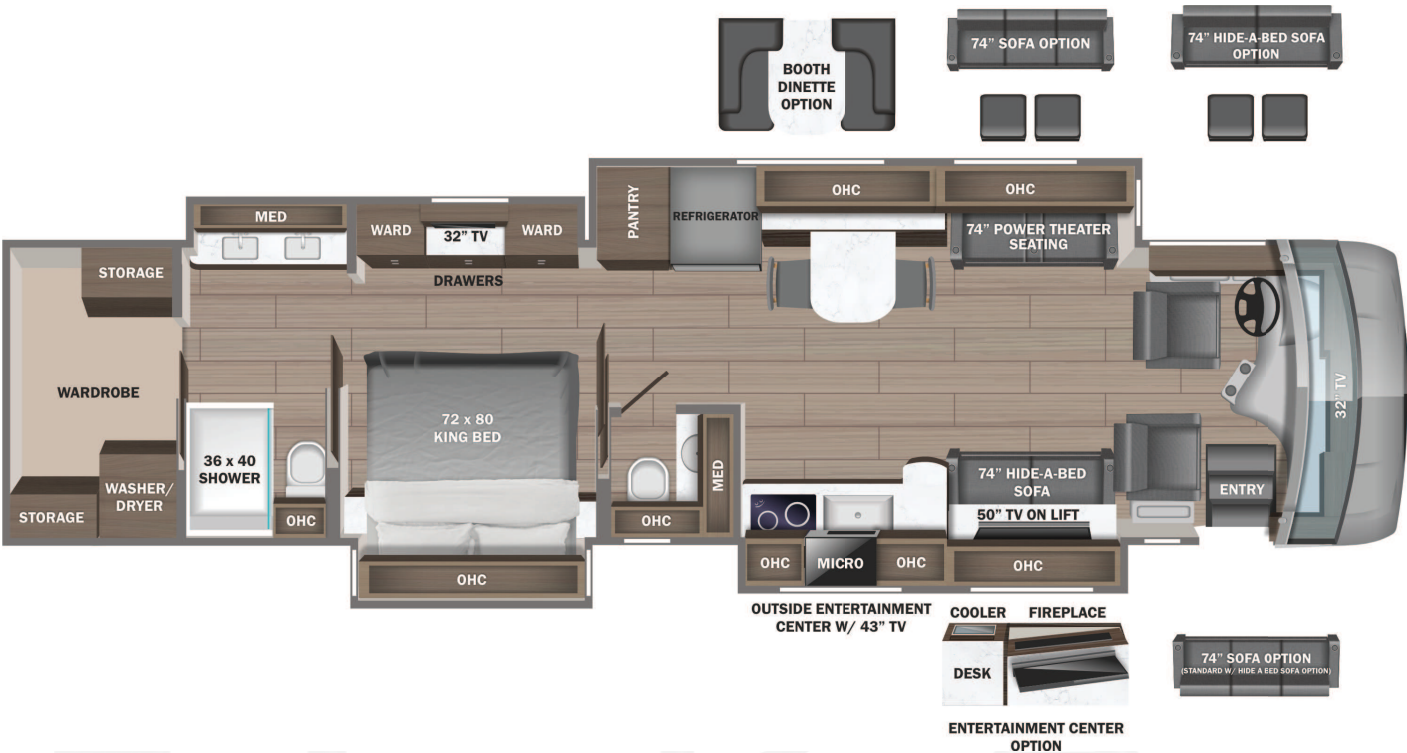 BOOTH
DINETTE
OPTION
74” SOFA OPTION
74” HIDE-A-BED SOFA
OPTION
MED
STORAGE
WARD
32” TV
WARD
DRAWERS
PANTRY
REFRIGERATOR
OHC
OHC
74” POWER THEATER
SEATING
WARDROBE
72 x 80
KING BED
32” TV
36 x 40
SHOWER
WASHER/
DRYER
STORAGE
OHC
OHC
MED
OHC
74” HIDE-A-BED
SOFA
50” TV ON LIFT
ENTRY
OHC
MICRO
OHC
OHC
OUTSIDE ENTERTAINMENT
CENTER W/ 43” TV
COOLER
FIREPLACE
DESK
ENTERTAINMENT CENTER
OPTION
74” SOFA OPTION
(STANDARD W/ HIDE A BED SOFA OPTION)